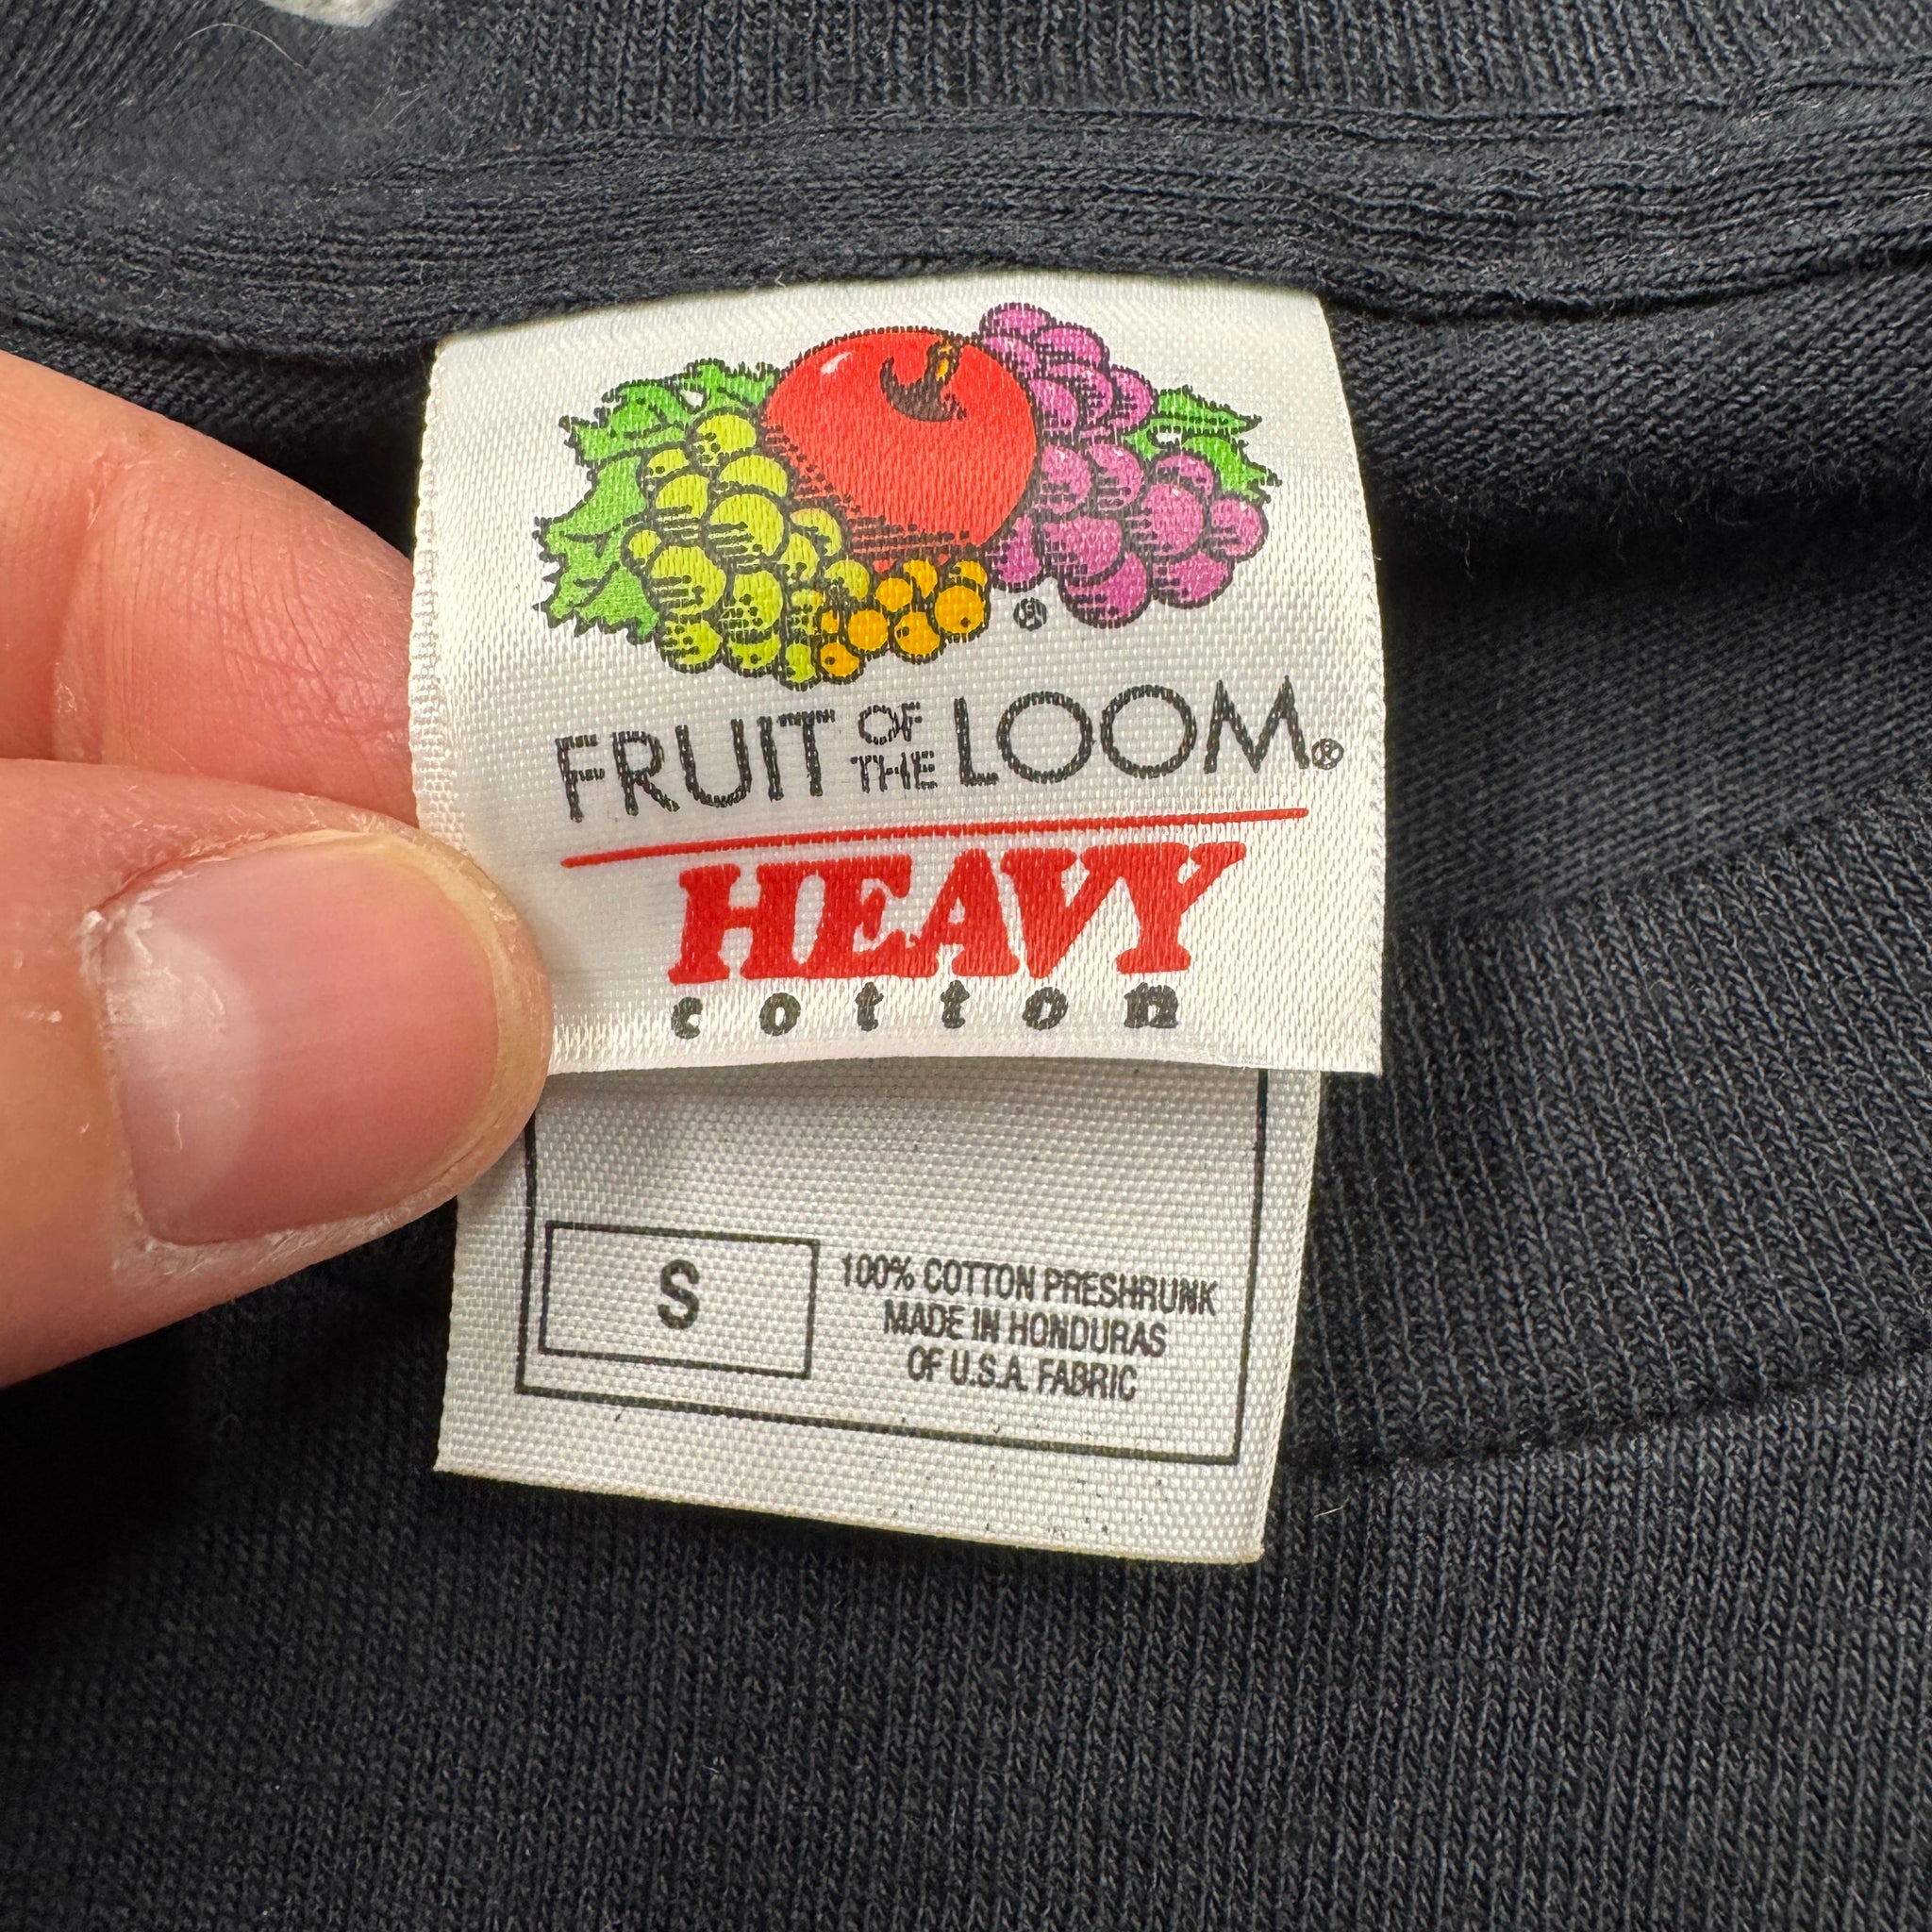 ®
FRUIT OF THE LOOM®
HEAVY
cotton
S
100% COTTON PRESHRUNK
MADE IN HONDURAS
OF U.S.A. FABRIC